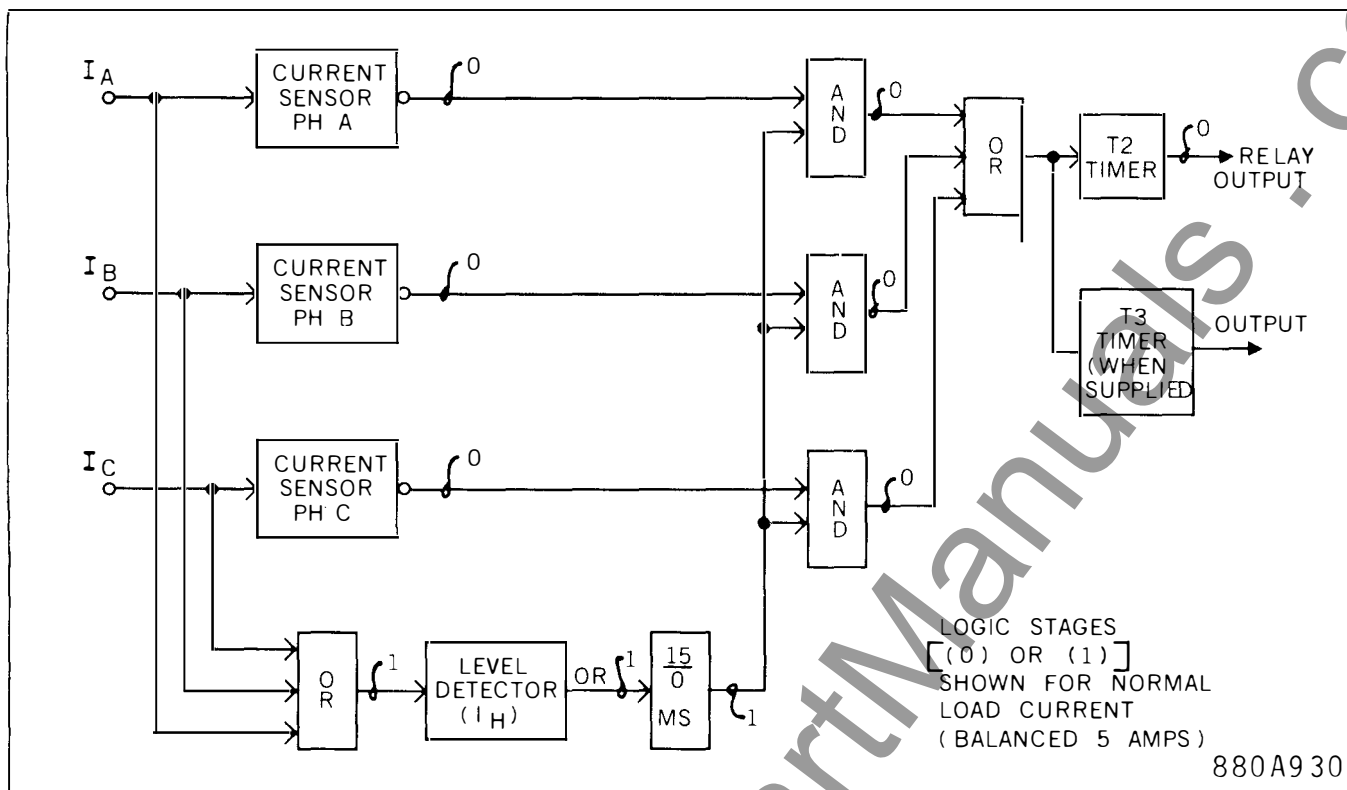 I A
CURRENT
SENSOR
PH A
0
A
N
D
0
O
R
T2
TIMER
0
RELAY
OUTPUT
I B
CURRENT
SENSOR
PH B
0
A
N
D
0
T3
TIMER
(WHEN
SUPPLIED
OUTPUT
I C
CURRENT
SENSOR
PH C
0
A
N
D
0
O
R
1
LEVEL
DETECTOR
(I H)
OR
1
15
0
MS
1
LOGIC STAGES
[(0) OR (1)]
SHOWN FOR NORMAL
LOAD CURRENT
(BALANCED 5 AMPS)
880A930